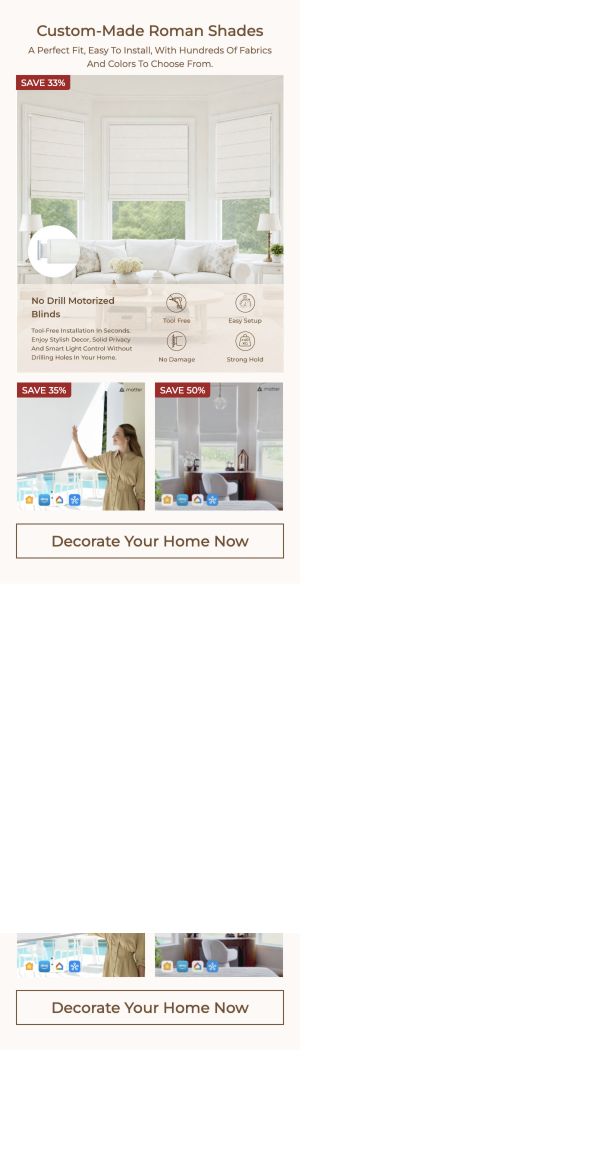 Custom-Made Roman Shades
A Perfect Fit, Easy To Install, With Hundreds Of Fabrics
And Colors To Choose From.
SAVE 33%
No Drill Motorized
Blinds
Tool-Free Installation In Seconds.
Enjoy Stylish Decor, Solid Privacy
And Smart Light Control Without
Drilling Holes In Your Home.
Tool Free
Easy Setup
No Damage
Strong Hold
SAVE 35%
matter
SAVE 50%
matter
Decorate Your Home Now
Decorate Your Home Now